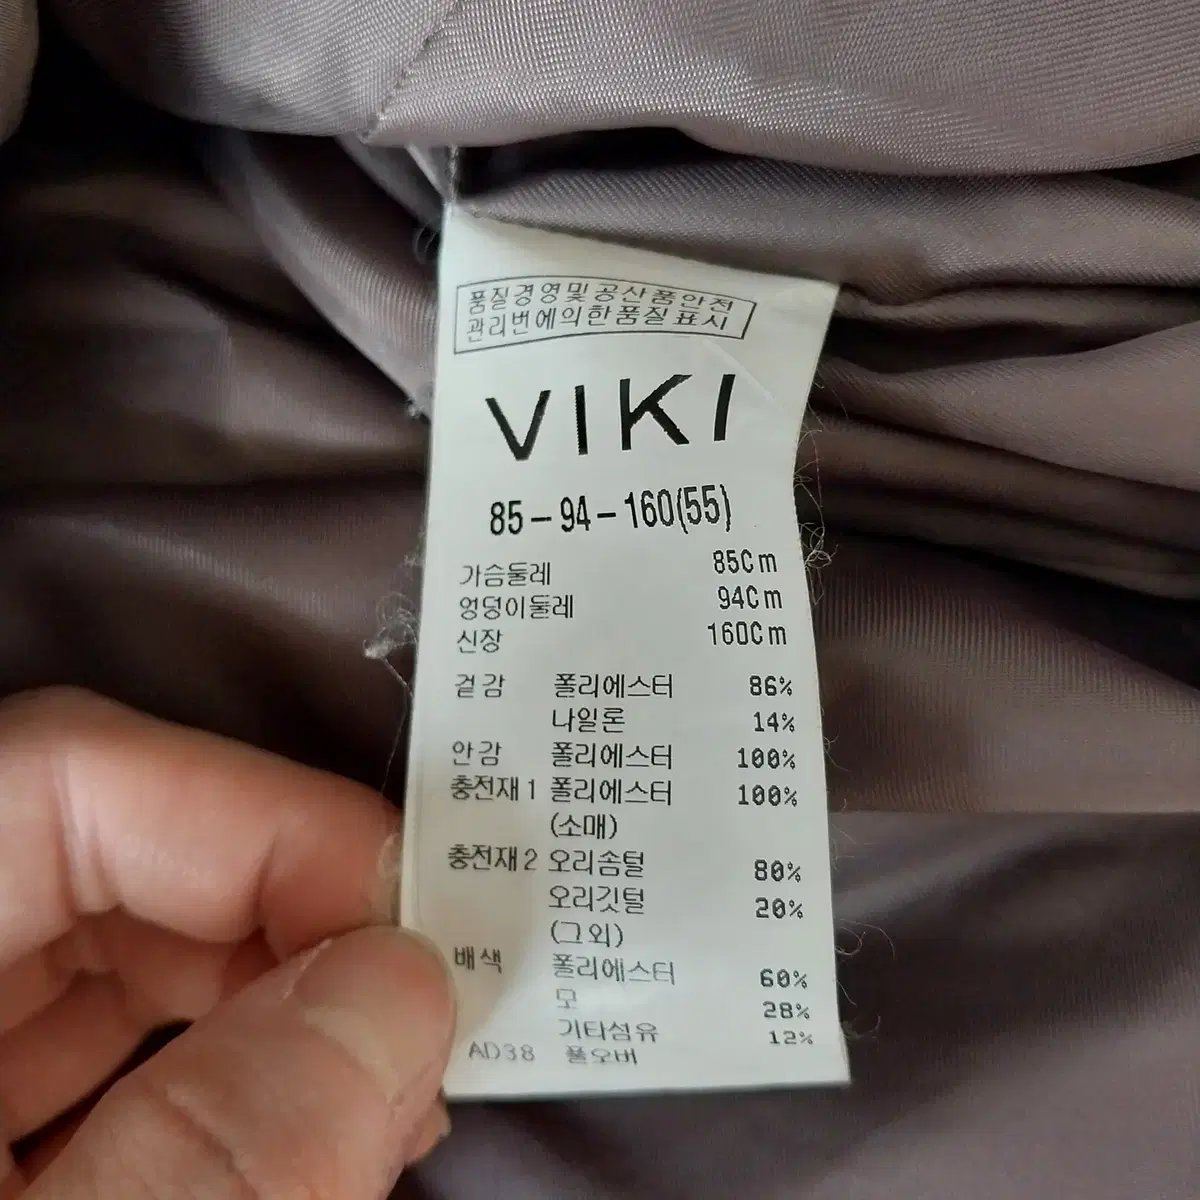 품질경영및공산품안전
관리번에의한품질표시
VIKI
85-94-160(55)
가슴둘레 85Cm
엉덩이둘레 94Cm
신장 160Cm
겉감 폴리에스터 86%
나일론 14%
안감 폴리에스터 100%
충전재1 폴리에스터 100%
(소매)
충전재2 오리솜털 80%
오리깃털 20%
(그외)
배색 폴리에스터 60%
모 28%
기타섬유 12%
AD38 풀오버